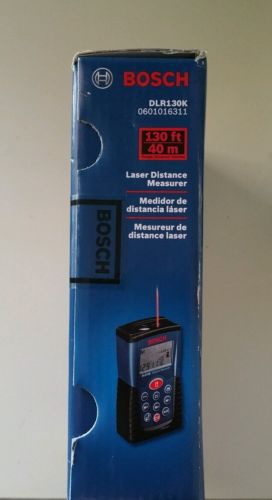 BOSCH
DLR130K
0601016311
130 ft
40 m
Laser Distance
Measurer
Medidor de
distancia láser
Mesureur de
distance laser
BOSCH
BOSCH